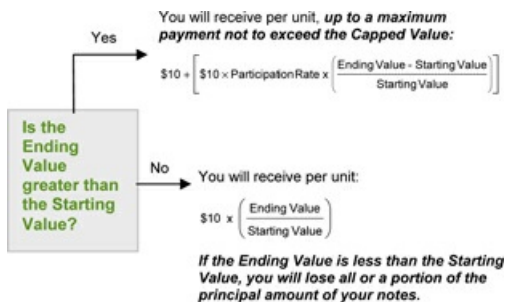 You will receive per unit, up to a maximum
payment not to exceed the Capped Value:
Yes
$10 + [ $10 × Participation Rate x ( Ending Value - Starting Value / Starting Value ) ]
Is the
Ending
Value
greater than
the Starting
Value?
No
You will receive per unit:
$10 x ( Ending Value / Starting Value )
If the Ending Value is less than the Starting
Value, you will lose all or a portion of the
principal amount of your notes.